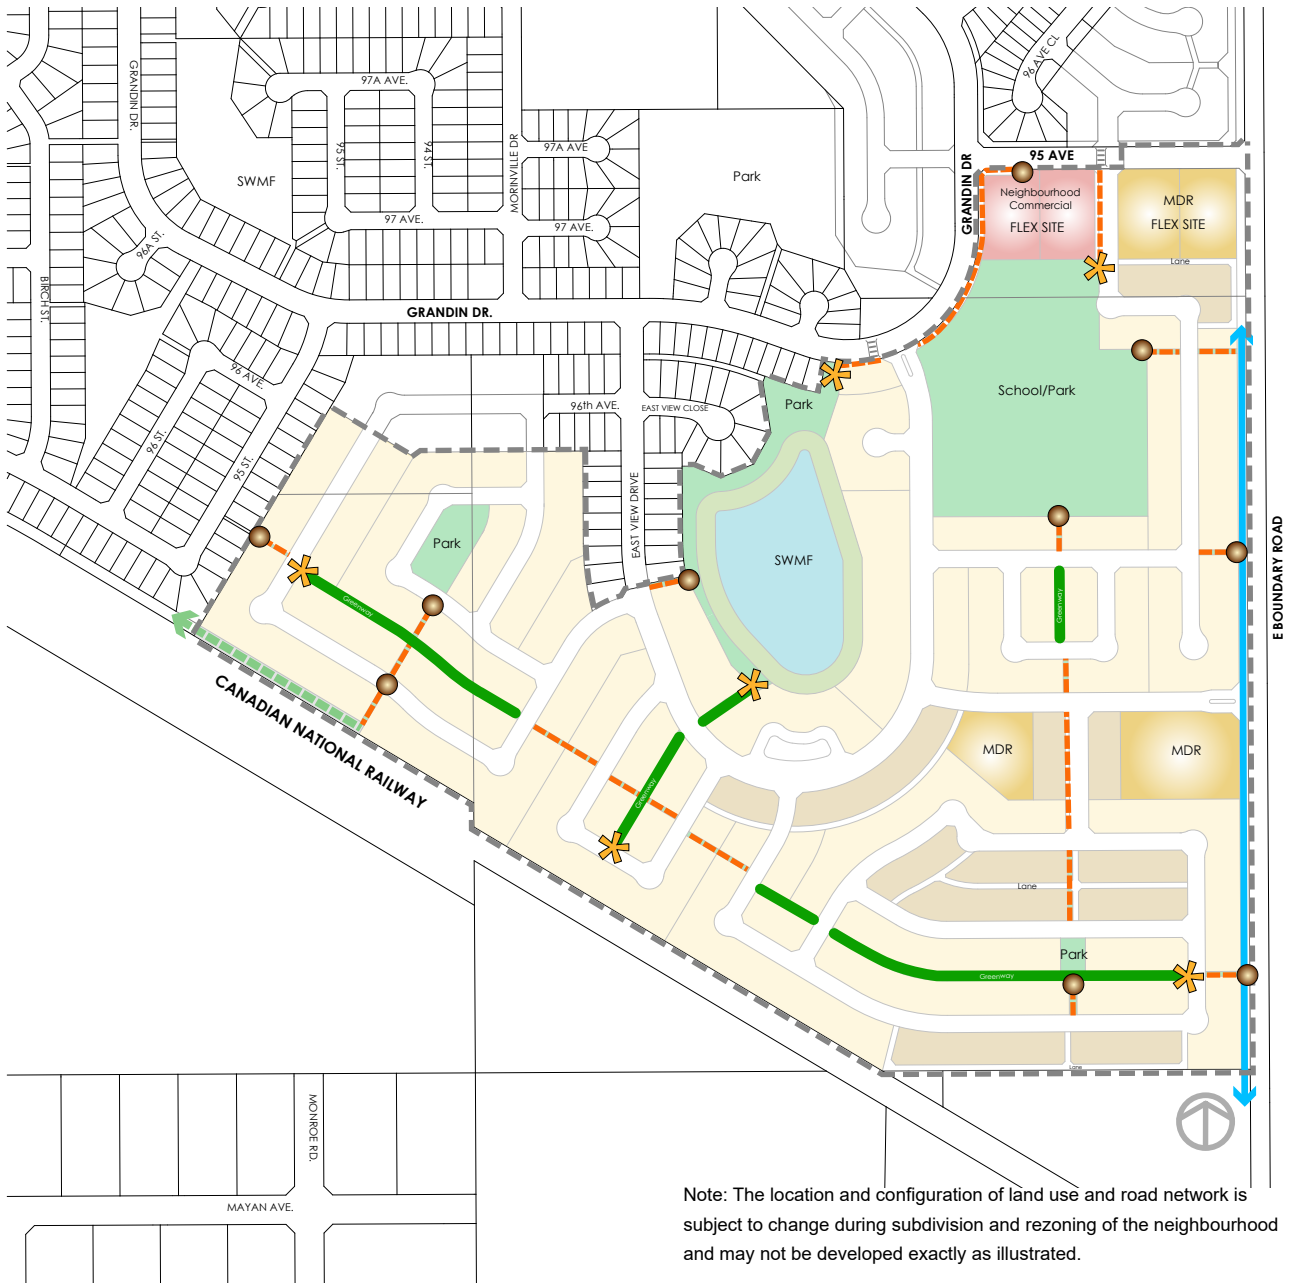 GRANDIN DR.
97A AVE.
95 ST.
94 ST.
MORINVILLE DR
97A AVE
SWMF
Park
97 AVE.
97 AVE.
96A ST.
BIRCH ST.
96 AVE CL
GRANDIN DR
95 AVE
Neighbourhood
Commercial
FLEX SITE
MDR
FLEX SITE
Lane
GRANDIN DR.
96 AVE.
96 ST.
95 ST.
96th AVE.
EAST VIEW CLOSE
EAST VIEW DRIVE
Park
School/Park
Park
SWMF
Greenway
Greenway
E BOUNDARY ROAD
CANADIAN NATIONAL RAILWAY
MDR
MDR
Greenway
Lane
Park
Greenway
Lane
MONROE RD.
MAYAN AVE.
Note: The location and configuration of land use and road network is
subject to change during subdivision and rezoning of the neighbourhood
and may not be developed exactly as illustrated.